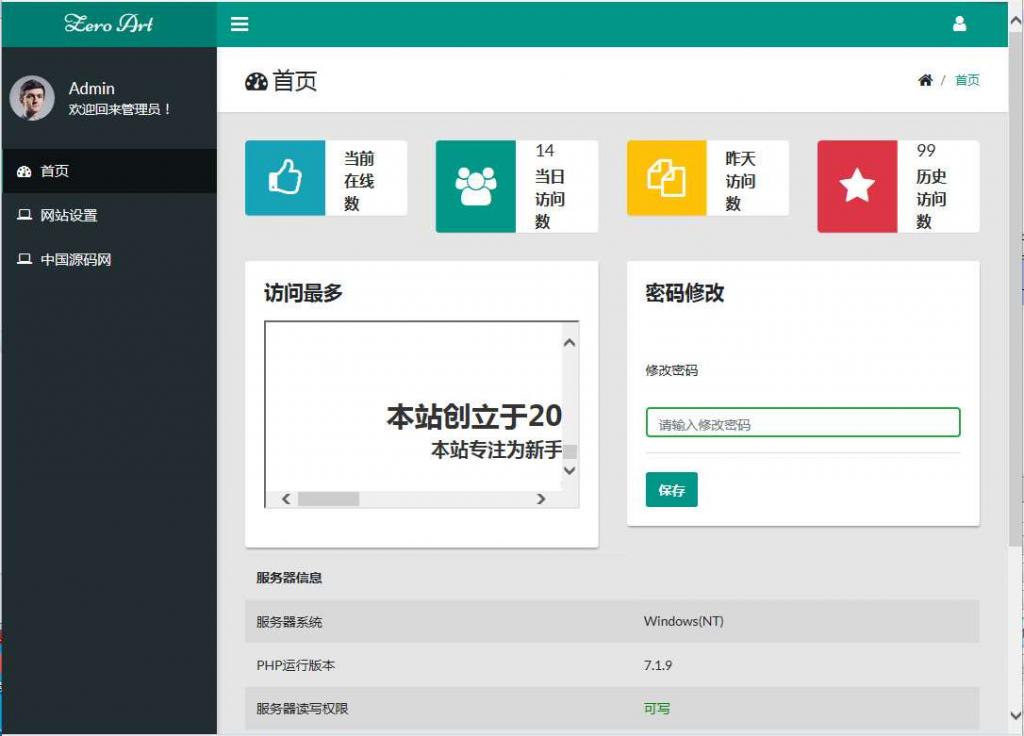 Zero Art
Admin
欢迎回来管理员！
首页
网站设置
中国源码网
首页
/ 首页
当前
在线
数
14
当日
访问
数
昨天
访问
数
99
历史
访问
数
访问最多
本站创立于20
本站专注为新手
密码修改
修改密码
请输入修改密码
保存
服务器信息
服务器系统 Windows(NT)
PHP运行版本 7.1.9
服务器读写权限 可写